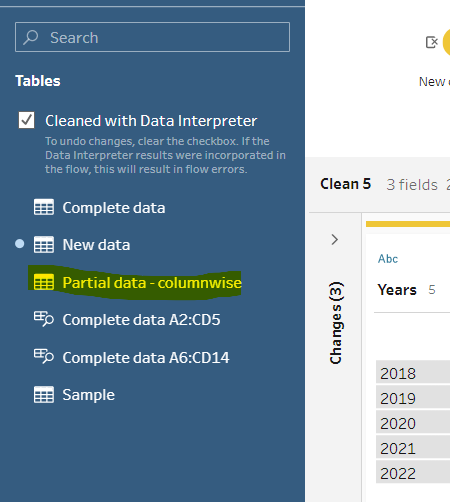 Search
Tables
Cleaned with Data Interpreter
To undo changes, clear the checkbox. If the
Data Interpreter results were incorporated in
the flow, this will result in flow errors.
Complete data
New data
Partial data - columnwise
Complete data A2:CD5
Complete data A6:CD14
Sample
New
Clean 5 3 fields
Changes (3)
Abc
Years 5
2018
2019
2020
2021
2022